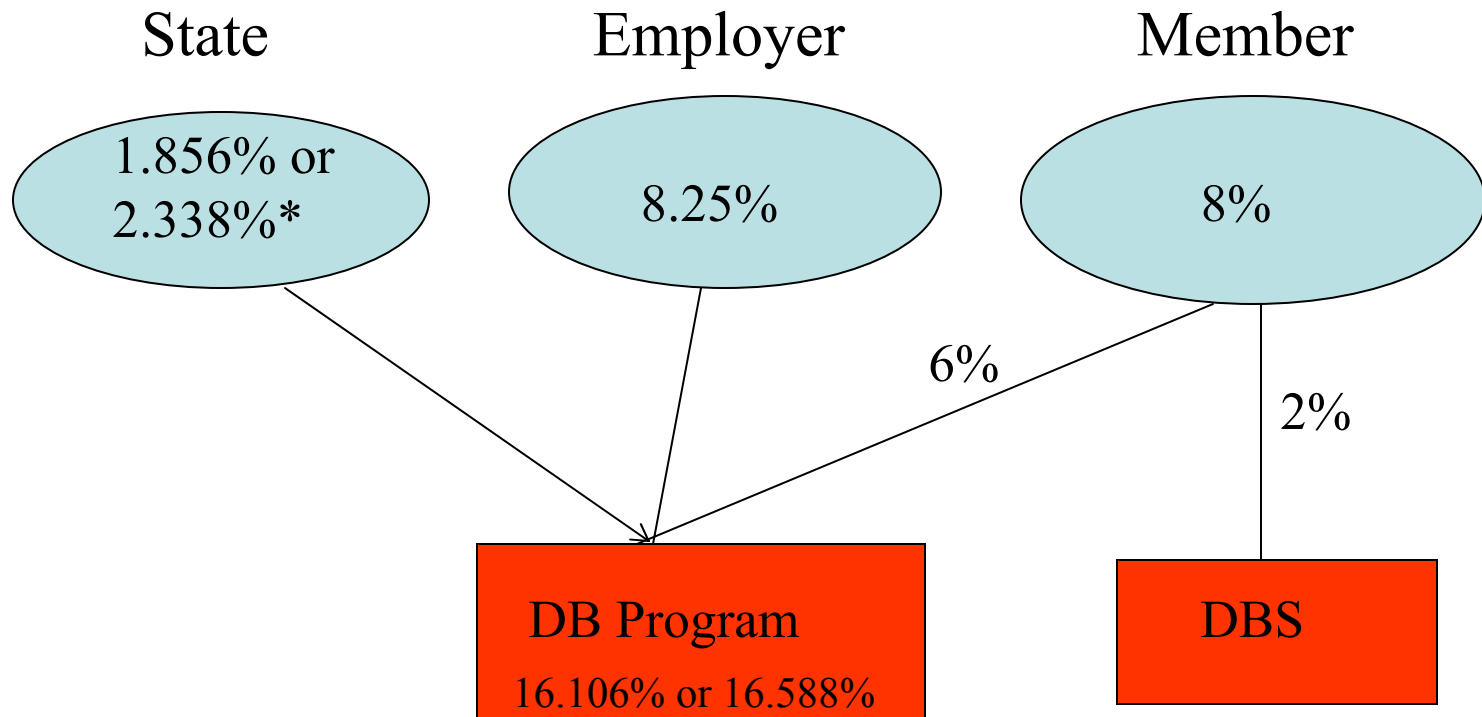 State
Employer
Member
1.856% or
2.338%*
8.25%
8%
6%
2%
DB Program
16.106% or 16.588%
DBS